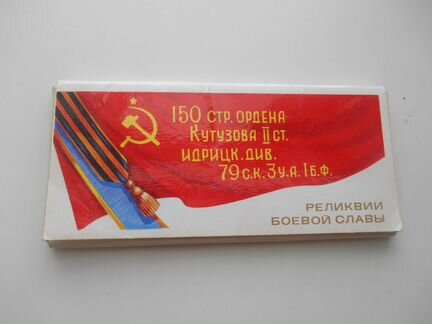 150 СТР. ОРДЕНА
КУТУЗОВА II СТ.
ИДРИЦК. ДИВ.
79 С.К. 3 У.А. 1 Б.Ф.
РЕЛИКВИИ
БОЕВОЙ СЛАВЫ